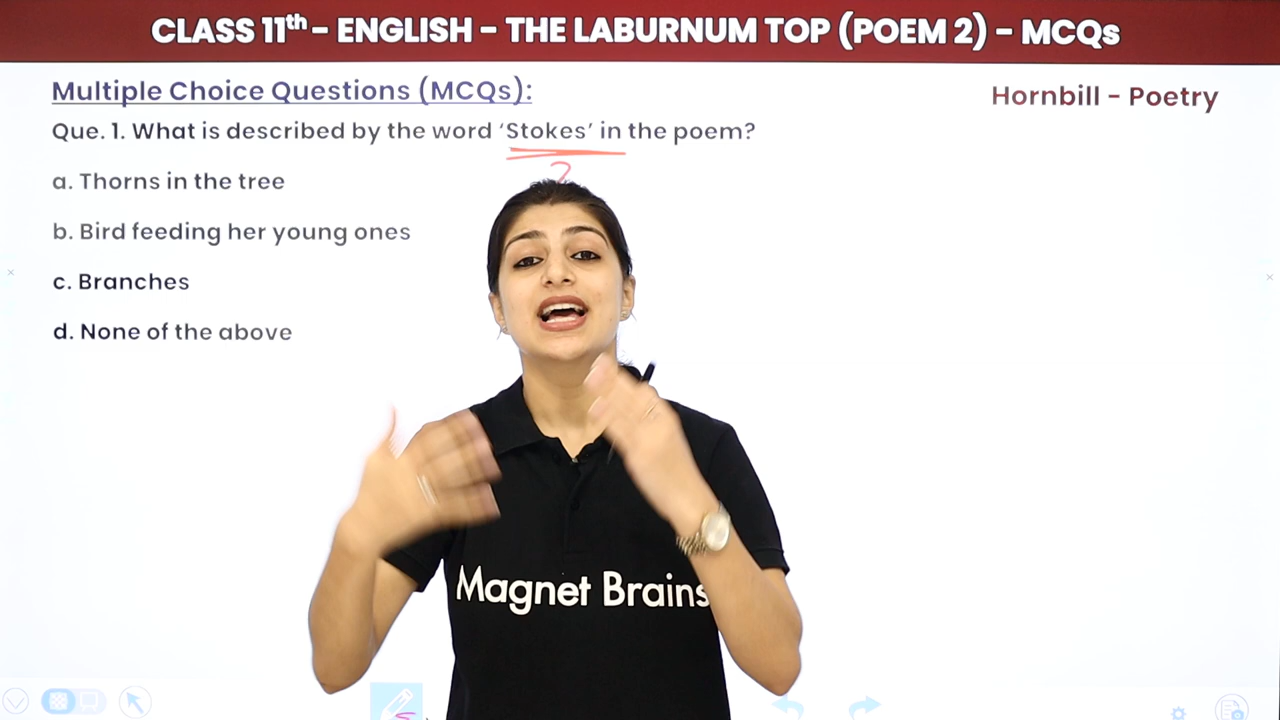 CLASS 11th - ENGLISH - THE LABURNUM TOP (POEM 2) - MCQs
Multiple Choice Questions (MCQs):
Hornbill - Poetry
Que. 1. What is described by the word ‘Stokes’ in the poem?
?
a. Thorns in the tree
b. Bird feeding her young ones
c. Branches
d. None of the above
Magnet Brains